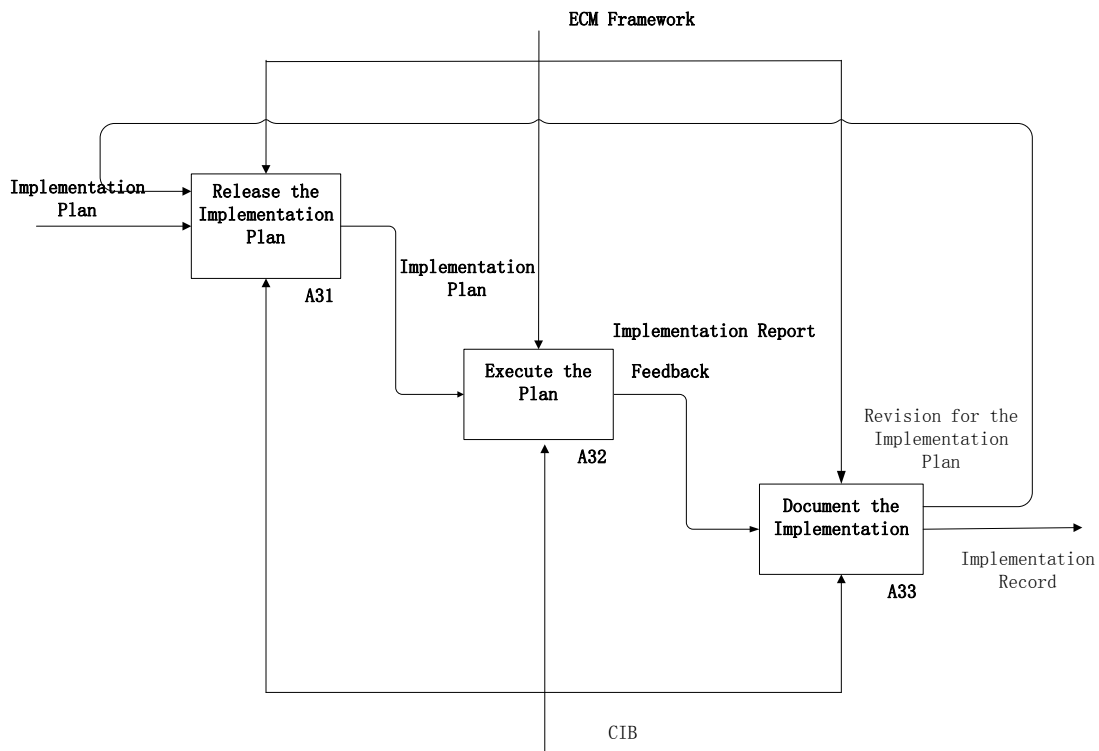 ECM Framework
Implementation
Plan
Release the
Implementation
Plan
A31
Implementation
Plan
Implementation Report
Feedback
Execute the
Plan
A32
Revision for the
Implementation
Plan
Document the
Implementation
A33
Implementation
Record
CIB